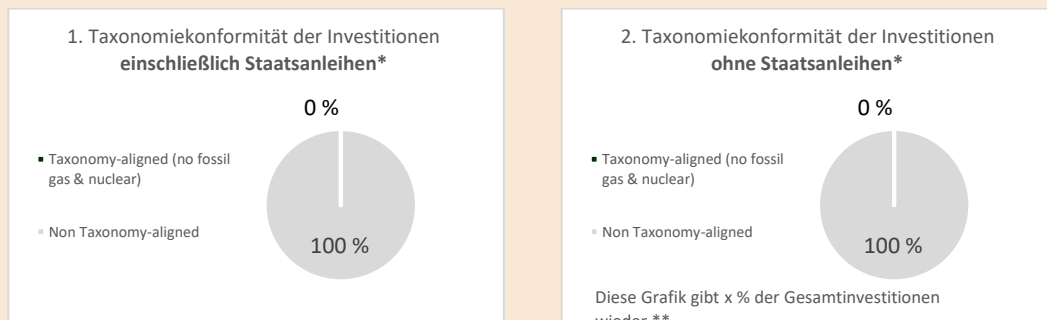 1. Taxonomiekonformität der Investitionen
einschließlich Staatsanleihen*
0 %
Taxonomy-aligned (no fossil
gas & nuclear)
Non Taxonomy-aligned
100 %
2. Taxonomiekonformität der Investitionen
ohne Staatsanleihen*
0 %
Taxonomy-aligned (no fossil
gas & nuclear)
Non Taxonomy-aligned
100 %
Diese Grafik gibt x % der Gesamtinvestitionen
wieder.**